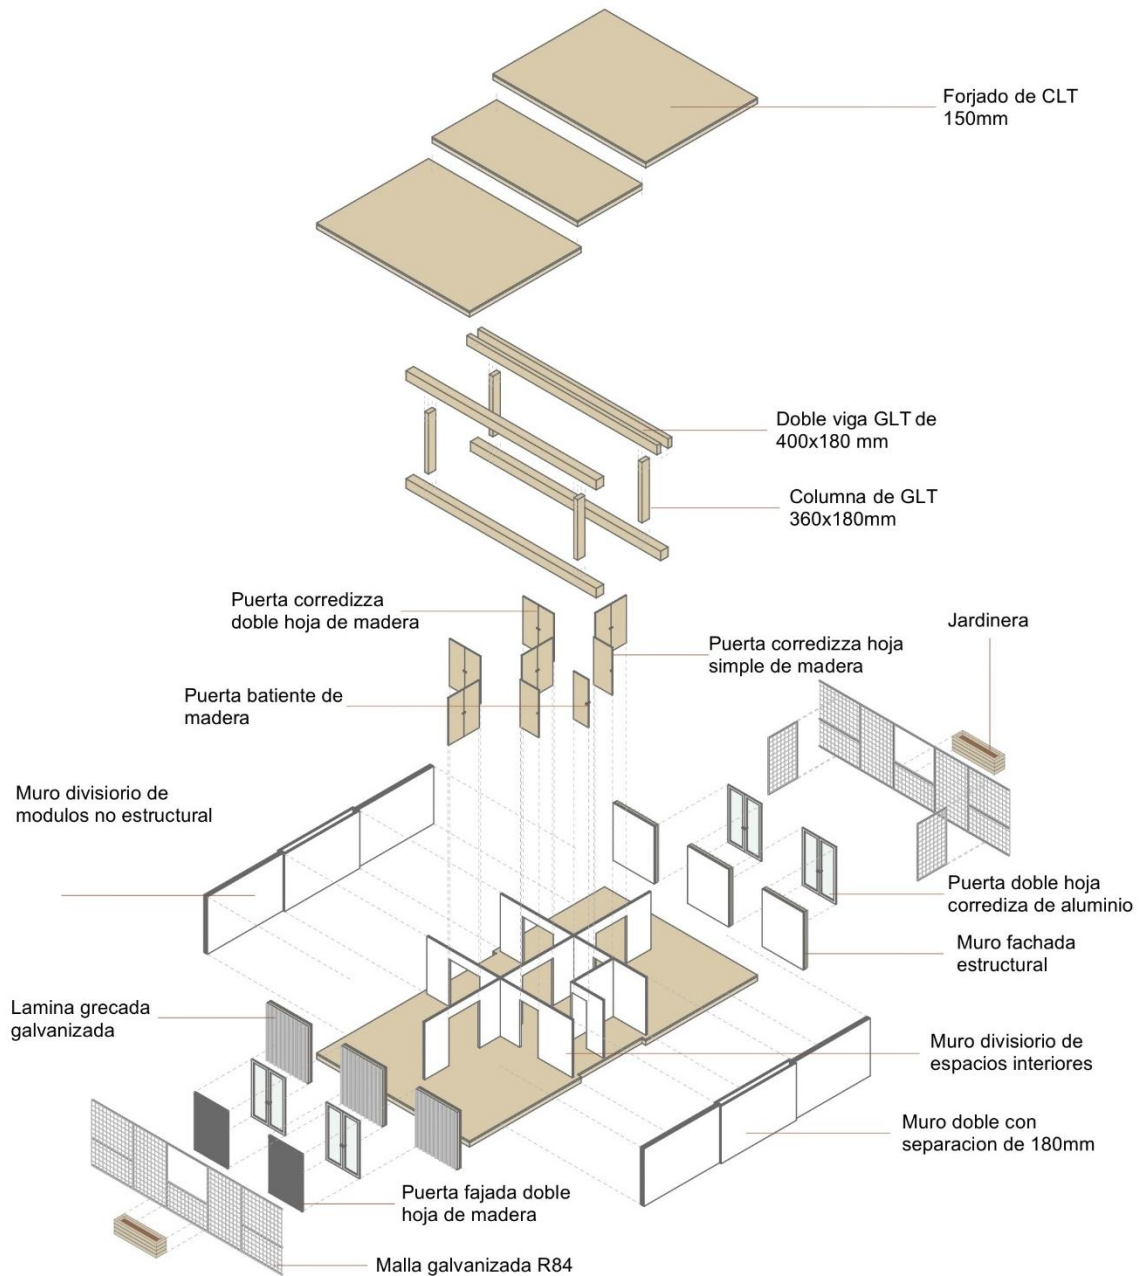 Forjado de CLT
150mm
Doble viga GLT de
400x180 mm
Columna de GLT
360x180mm
Puerta corredizza
doble hoja de madera
Jardinera
Puerta corredizza hoja
simple de madera
Puerta batiente de
madera
Muro divisiorio de
modulos no estructural
Puerta doble hoja
corrediza de aluminio
Muro fachada
estructural
Lamina grecada
galvanizada
Muro divisiorio de
espacios interiores
Muro doble con
separacion de 180mm
Puerta fajada doble
hoja de madera
Malla galvanizada R84